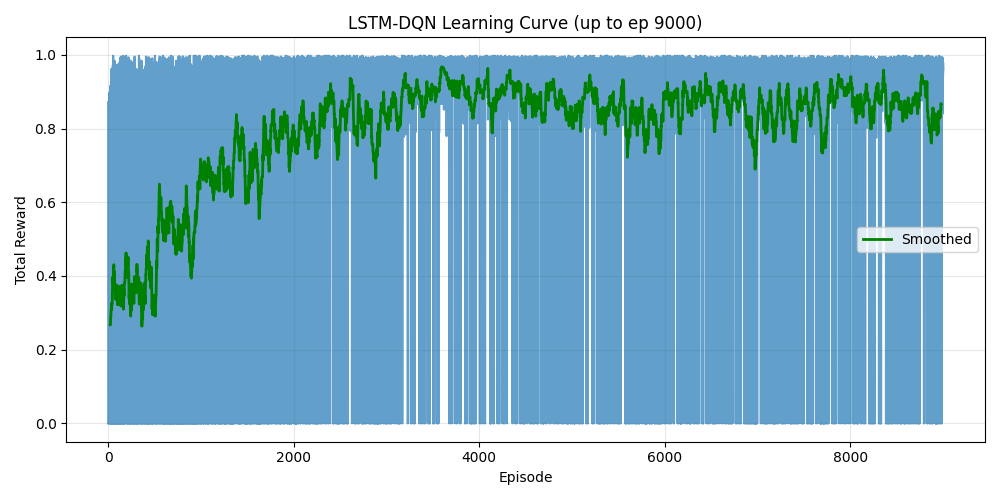 LSTM-DQN Learning Curve (up to ep 9000)
1.0
0.8
0.6
0.4
0.2
0.0
Total Reward
Smoothed
0 2000 4000 6000 8000
Episode